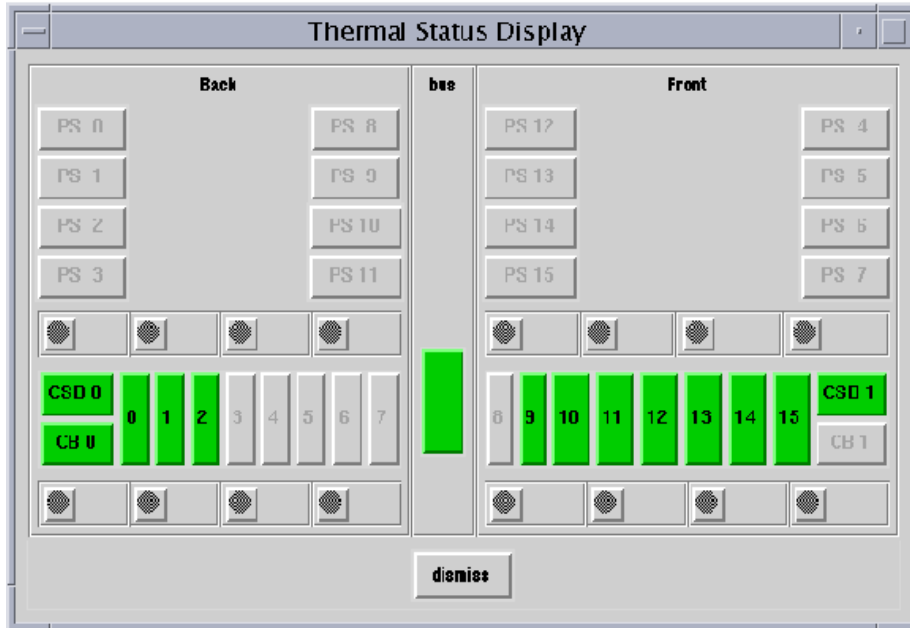 Thermal Status Display
Back
bus
Front
PS 0
PS 8
PS 12
PS 4
PS 1
PS 9
PS 13
PS 5
PS 2
PS 10
PS 14
PS 6
PS 3
PS 11
PS 15
PS 7
CSD 0
CB 0
0
1
2
3
4
5
6
7
8
9
10
11
12
13
14
15
CSD 1
CB 1
dismiss